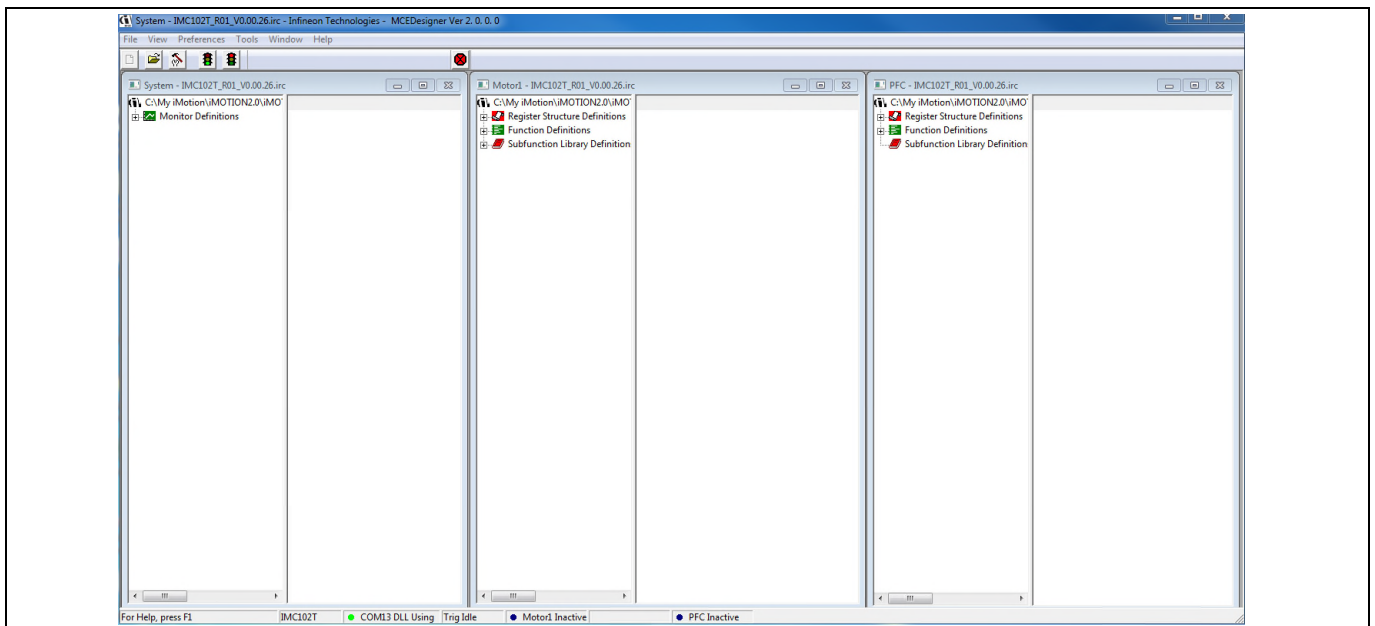 System - IMC102T_R01_V0.00.26.irc - Infineon Technologies - MCEDesigner Ver 2. 0. 0. 0
File View Preferences Tools Window Help
System - IMC102T_R01_V0.00.26.irc
C:\My iMotion\iMOTION2.0\iMO
Monitor Definitions
Motor1 - IMC102T_R01_V0.00.26.irc
C:\My iMotion\iMOTION2.0\iMO
Register Structure Definitions
Function Definitions
Subfunction Library Definition
PFC - IMC102T_R01_V0.00.26.irc
C:\My iMotion\iMOTION2.0\iMO
Register Structure Definitions
Function Definitions
Subfunction Library Definition
For Help, press F1 IMC102T COM13 DLL Using Trig Idle Motor1 Inactive PFC Inactive